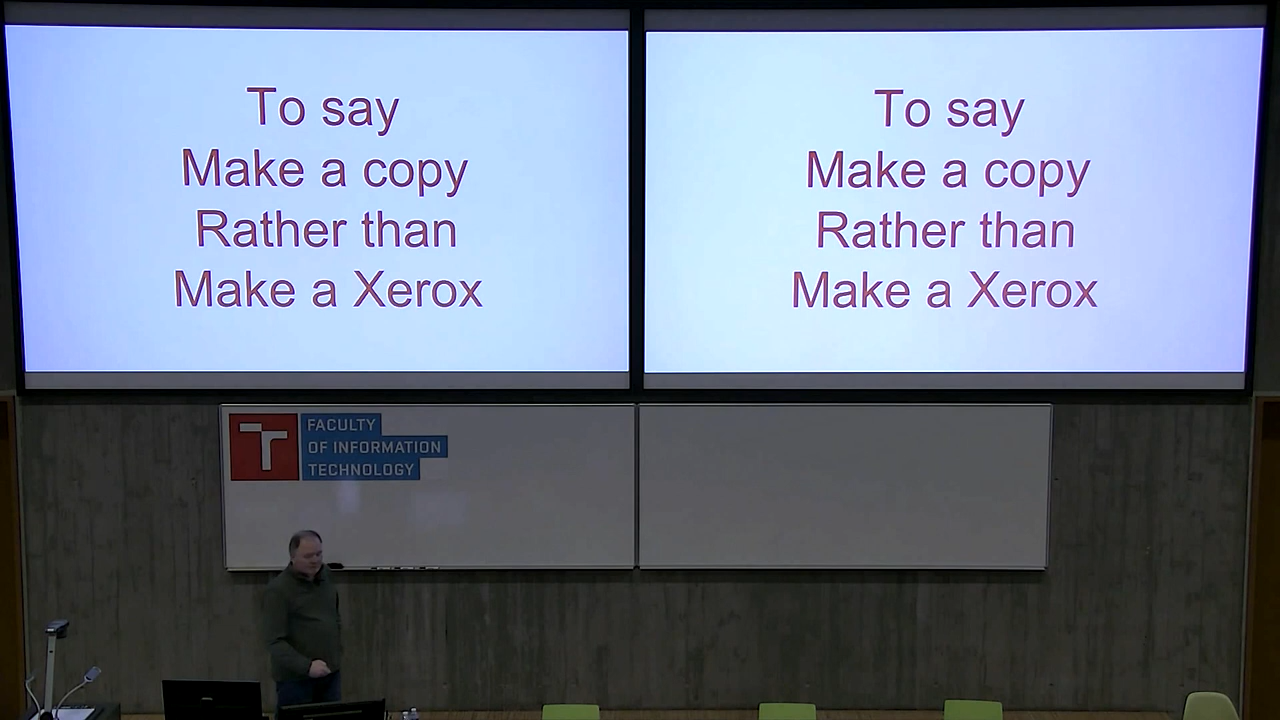 To say
Make a copy
Rather than
Make a Xerox
To say
Make a copy
Rather than
Make a Xerox
FACULTY
OF INFORMATION
TECHNOLOGY